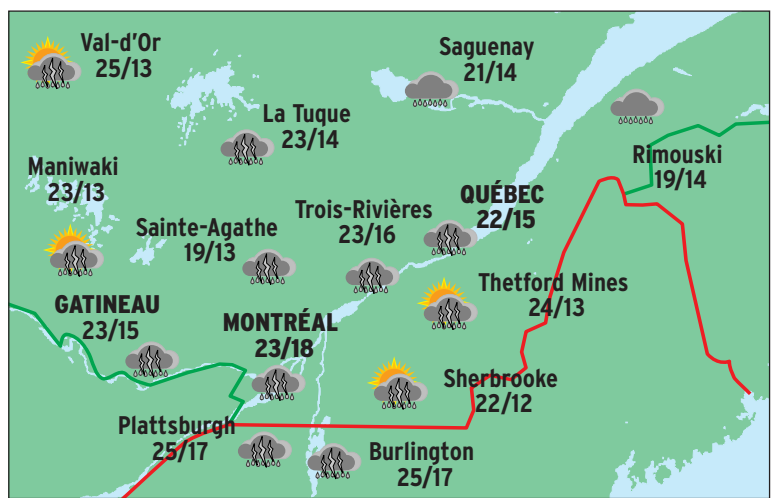 Val-d'Or
25/13
Saguenay
21/14
La Tuque
23/14
Maniwaki
23/13
Rimouski
19/14
QUÉBEC
22/15
Trois-Rivières
23/16
Sainte-Agathe
19/13
Thetford Mines
24/13
GATINEAU
23/15
MONTRÉAL
23/18
Sherbrooke
22/12
Plattsburgh
25/17
Burlington
25/17